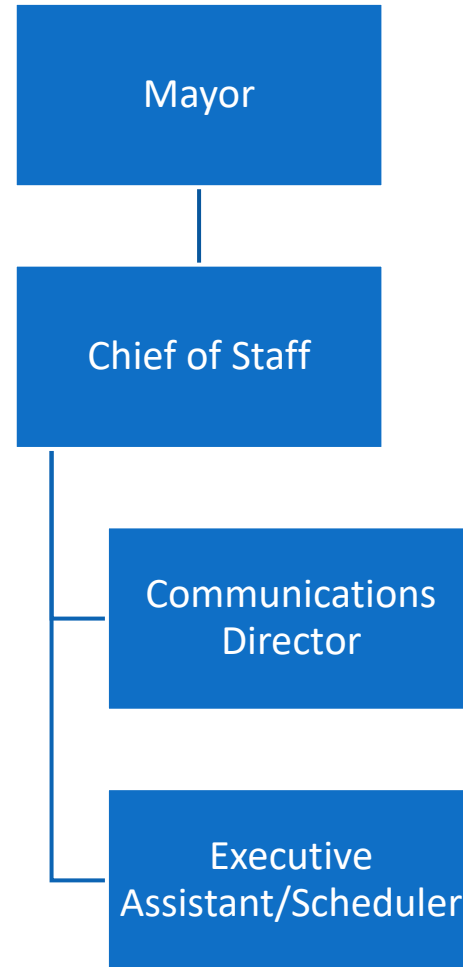 Mayor
Chief of Staff
Communications
Director
Executive
Assistant/Scheduler